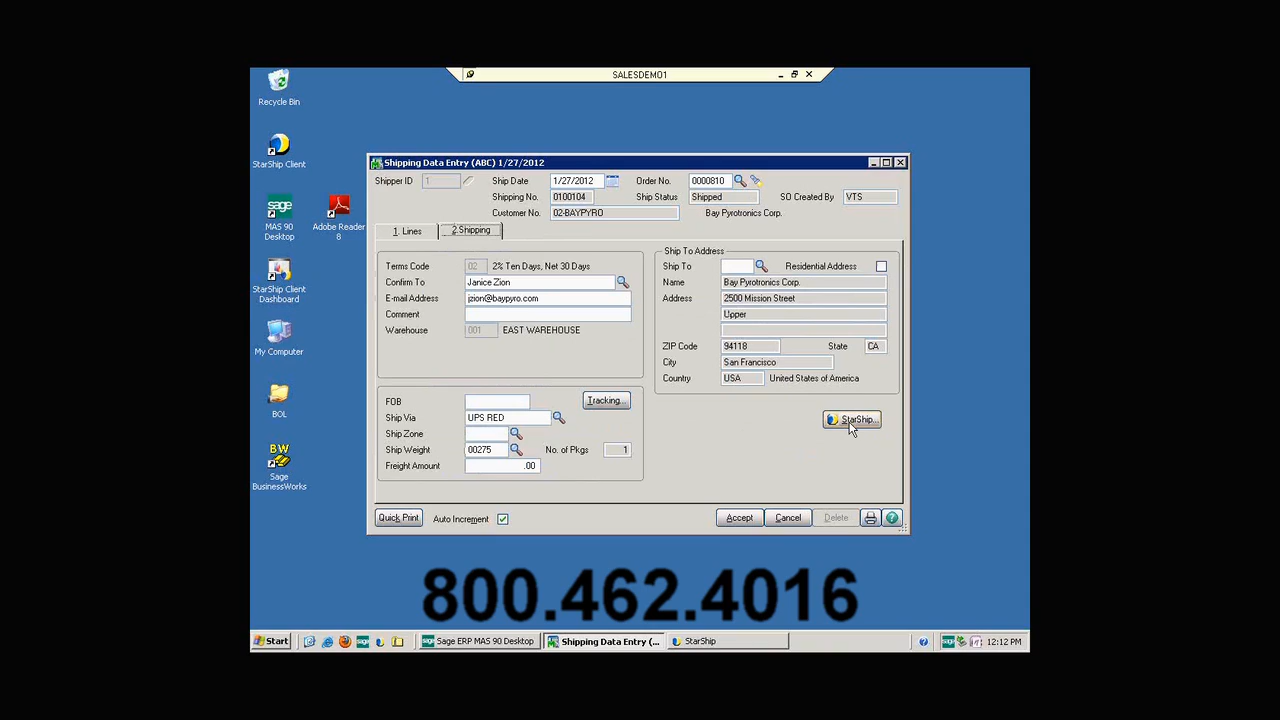 SALESDEMO1
Recycle Bin
StarShip Client
sage
MAS 90
Desktop
Adobe Reader
8
StarShip Client
Dashboard
My Computer
BOL
BW
Sage
BusinessWorks
Shipping Data Entry (ABC) 1/27/2012
Shipper ID 1 Ship Date 1/27/2012 Order No. 0000810
Shipping No. 0100104 Ship Status Shipped SO Created By VTS
Customer No. 02-BAYPYRO Bay Pyrotronics Corp.
1. Lines 2.Shipping
Terms Code 02 2% Ten Days, Net 30 Days
Confirm To Janice Zion
E-mail Address jzion@baypyro.com
Comment
Warehouse 001 EAST WAREHOUSE
Ship To Address
Ship To Residential Address
Name Bay Pyrotronics Corp.
Address 2500 Mission Street
Upper
ZIP Code 94118 State CA
City San Francisco
Country USA United States of America
FOB Tracking...
Ship Via UPS RED
Ship Zone
Ship Weight 00275 No. of Pkgs 1
Freight Amount .00
StarShip...
Quick Print Auto Increment Accept Cancel Delete
800.462.4016
Start sage Sage ERP MAS 90 Desktop Shipping Data Entry (... StarShip sage 12:12 PM